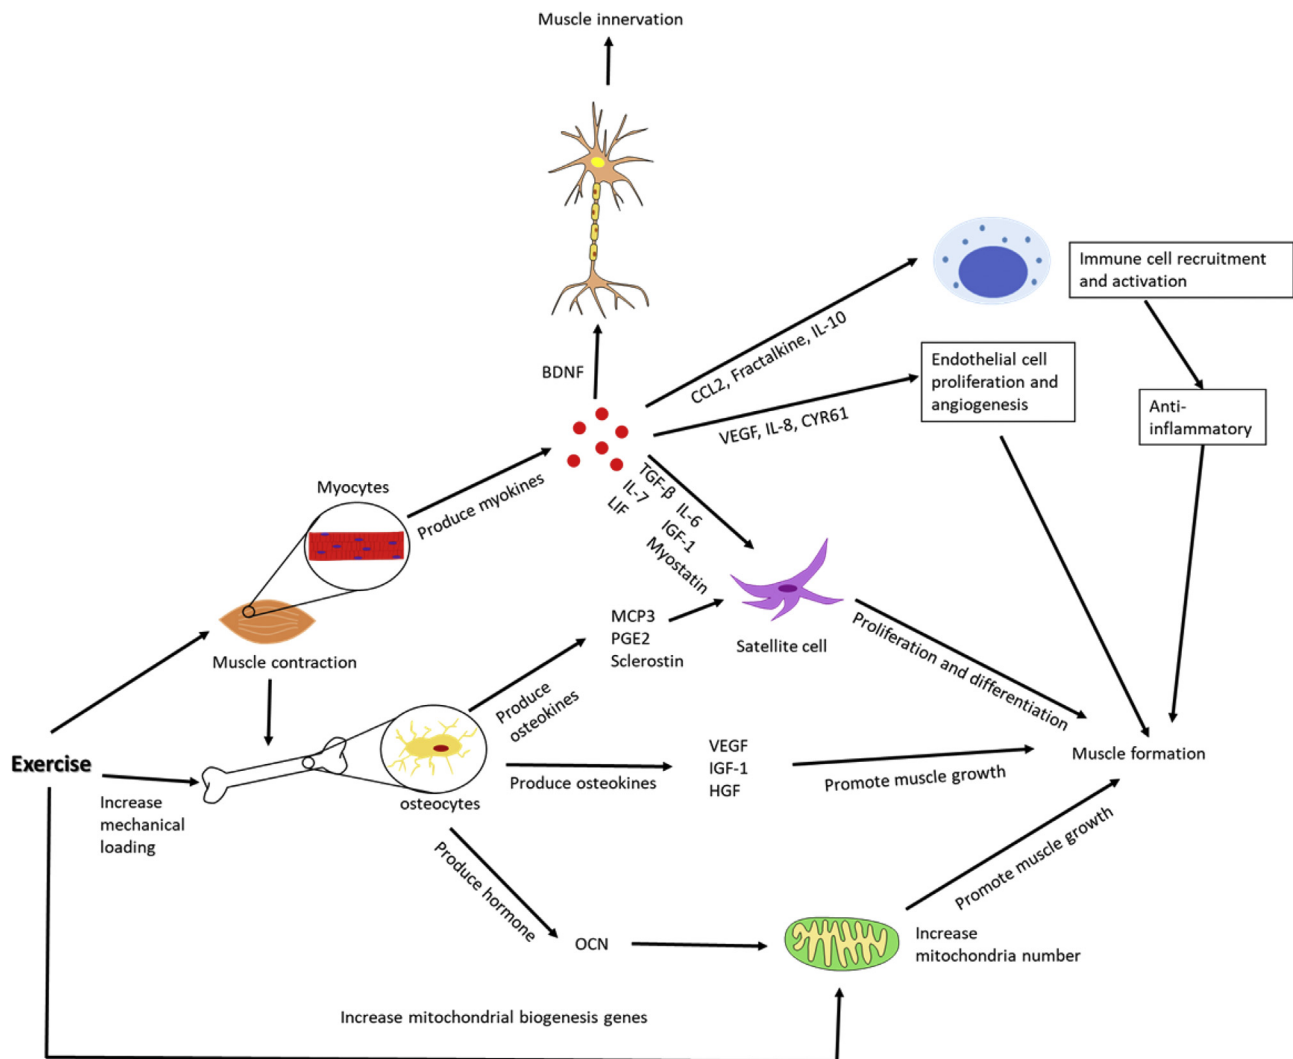 Muscle innervation
BDNF
CCL2, Fractalkine, IL-10
Immune cell recruitment
and activation
VEGF, IL-8, CYR61
Endothelial cell
proliferation and
angiogenesis
Anti-
inflammatory
Myocytes
Produce myokines
TGF-β
IL-7
IL-6
LIF
IGF-1
Myostatin
Muscle contraction
MCP3
PGE2
Sclerostin
Satellite cell
Proliferation and differentiation
Produce
osteokines
Exercise
Increase
mechanical
loading
osteocytes
Produce osteokines
VEGF
IGF-1
HGF
Promote muscle growth
Muscle formation
Produce hormone
OCN
Increase
mitochondria number
Promote muscle growth
Increase mitochondrial biogenesis genes